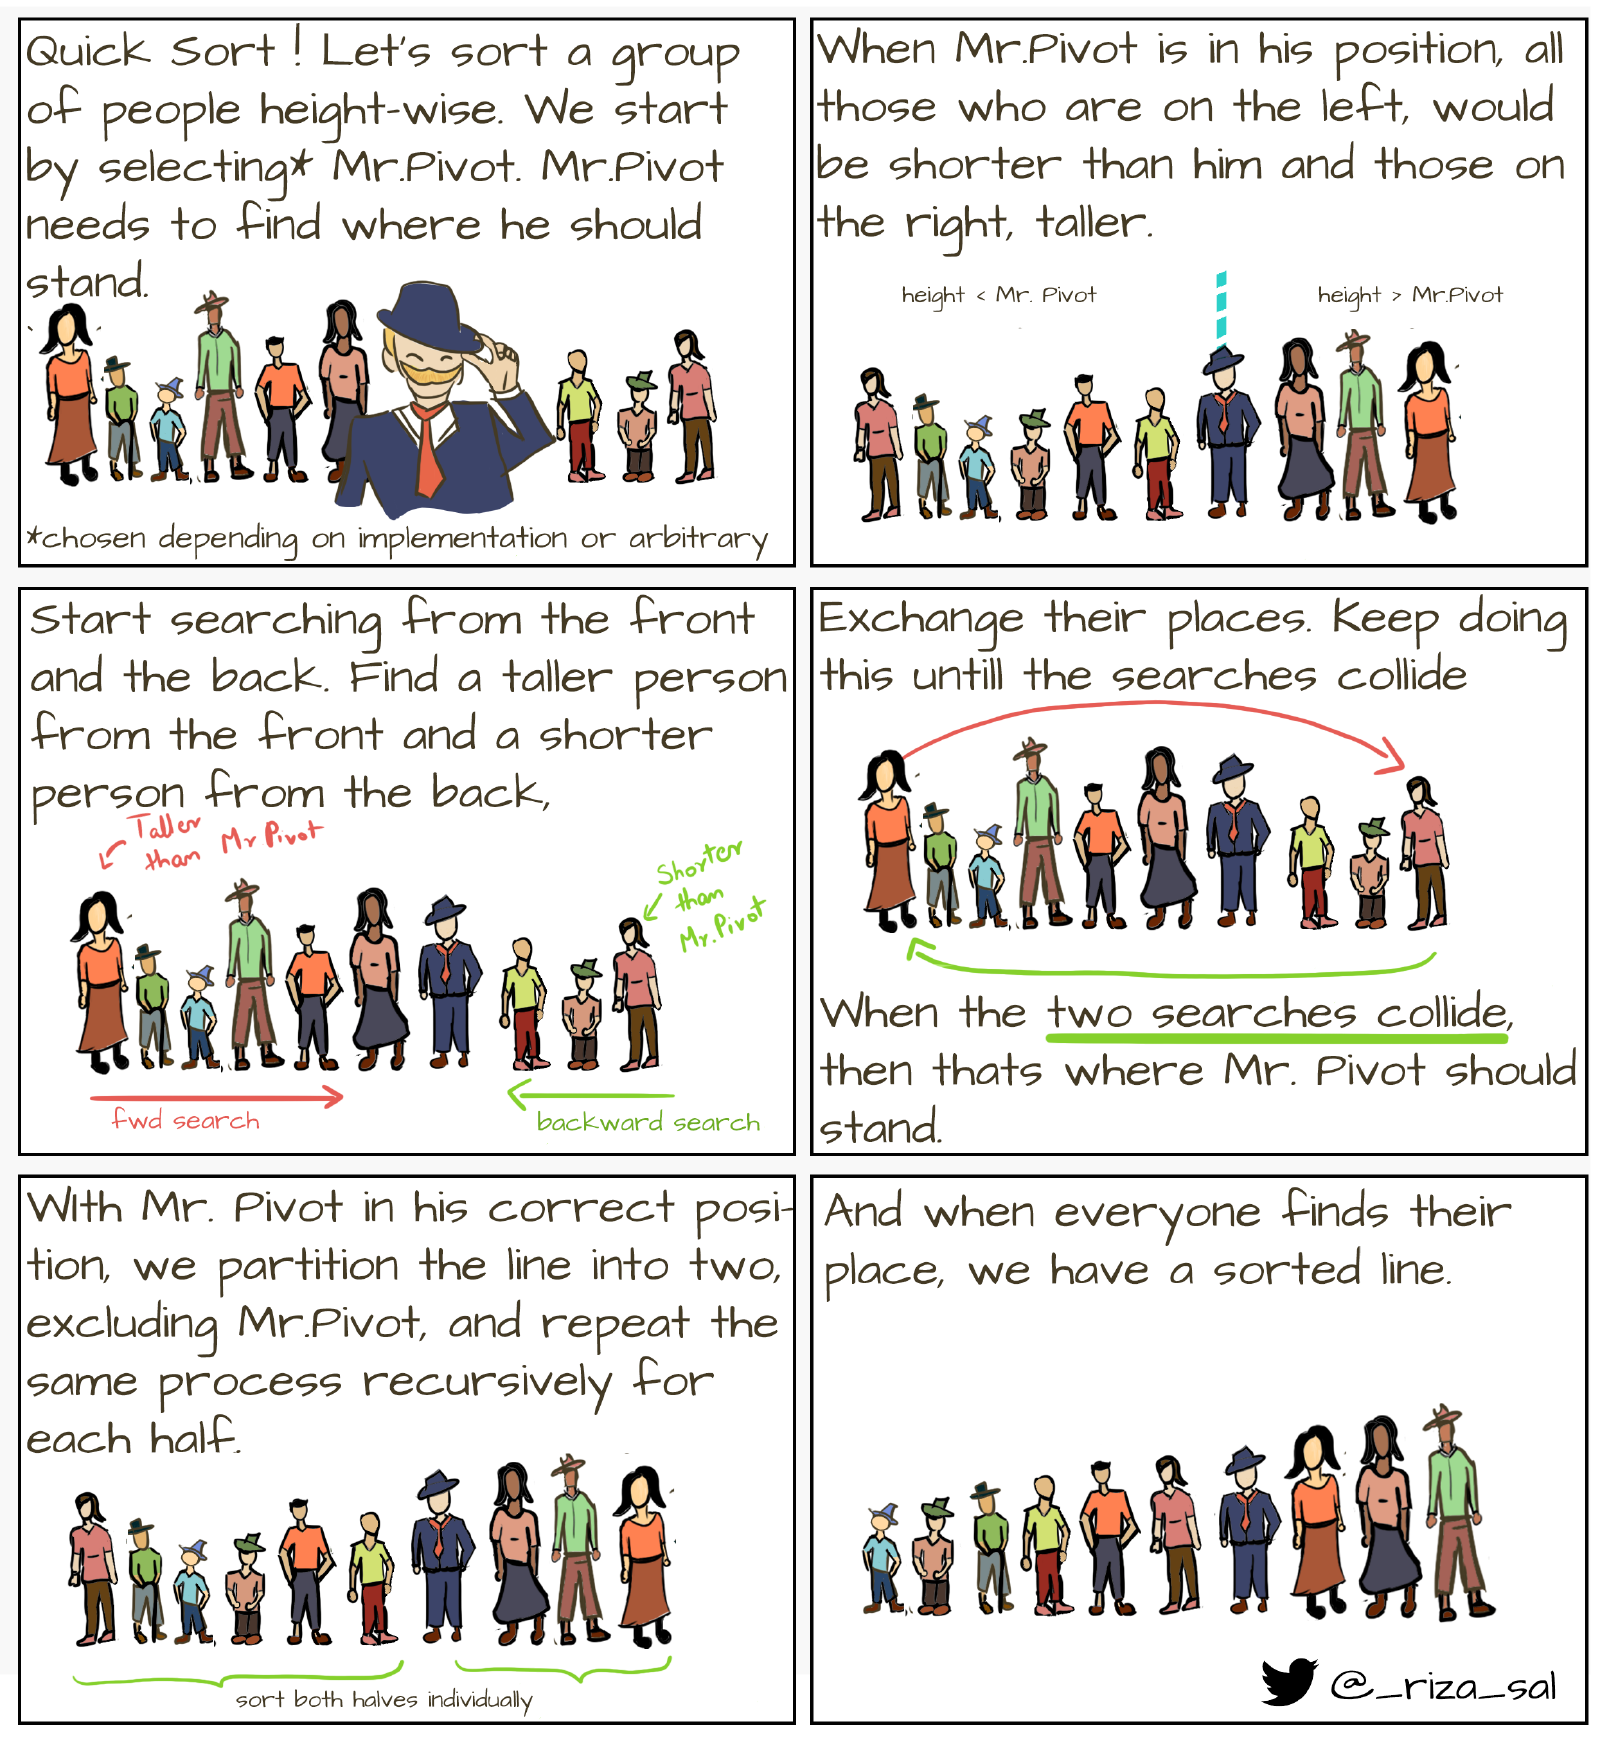 Quick Sort ! Let's sort a group
of people height-wise. We start
by selecting* Mr.Pivot. Mr.Pivot
needs to find where he should
stand.
*chosen depending on implementation or arbitrary
When Mr.Pivot is in his position, all
those who are on the left, would
be shorter than him and those on
the right, taller.
height < Mr. Pivot
height > Mr.Pivot
Start searching from the front
and the back. Find a taller person
from the front and a shorter
person from the back,
Taller
than Mr Pivot
Shorter
than
Mr.Pivot
fwd search
backward search
Exchange their places. Keep doing
this untill the searches collide
When the two searches collide,
then thats where Mr. Pivot should
stand.
WIth Mr. Pivot in his correct posi-
tion, we partition the line into two,
excluding Mr.Pivot, and repeat the
same process recursively for
each half.
sort both halves individually
And when everyone finds their
place, we have a sorted line.
@_riza_sal